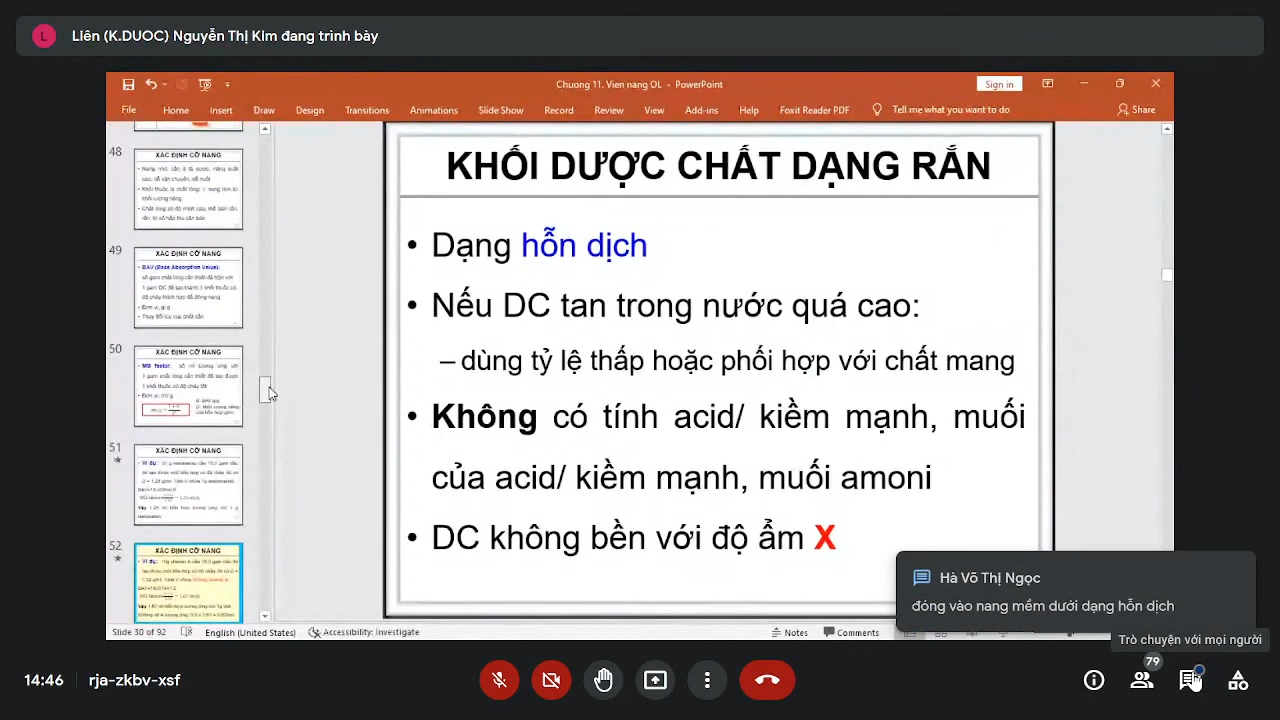 L Liên (K.DUOC) Nguyễn Thị Kim đang trình bày
Chuong 11. Vien nang OL - PowerPoint
Sign in
File Home Insert Draw Design Transitions Animations Slide Show Record Review View Add-ins Help Foxit Reader PDF Tell me what you want to do Share
48
XÁC ĐỊNH CỠ NANG
49
XÁC ĐỊNH CỠ NANG
BAV (Base Absorption Value):
50
XÁC ĐỊNH CỠ NANG
51
XÁC ĐỊNH CỠ NANG
52
XÁC ĐỊNH CỠ NANG
KHỐI DƯỢC CHẤT DẠNG RẮN
• Dạng hỗn dịch
• Nếu DC tan trong nước quá cao:
– dùng tỷ lệ thấp hoặc phối hợp với chất mang
• Không có tính acid/ kiềm mạnh, muối
của acid/ kiềm mạnh, muối amoni
• DC không bền với độ ẩm X
Hà Võ Thị Ngọc
đóng vào nang mềm dưới dạng hỗn dịch
Slide 30 of 92 English (United States) Accessibility: Investigate Notes Comments
Trò chuyện với mọi người
14:46 rja-zkbv-xsf
79